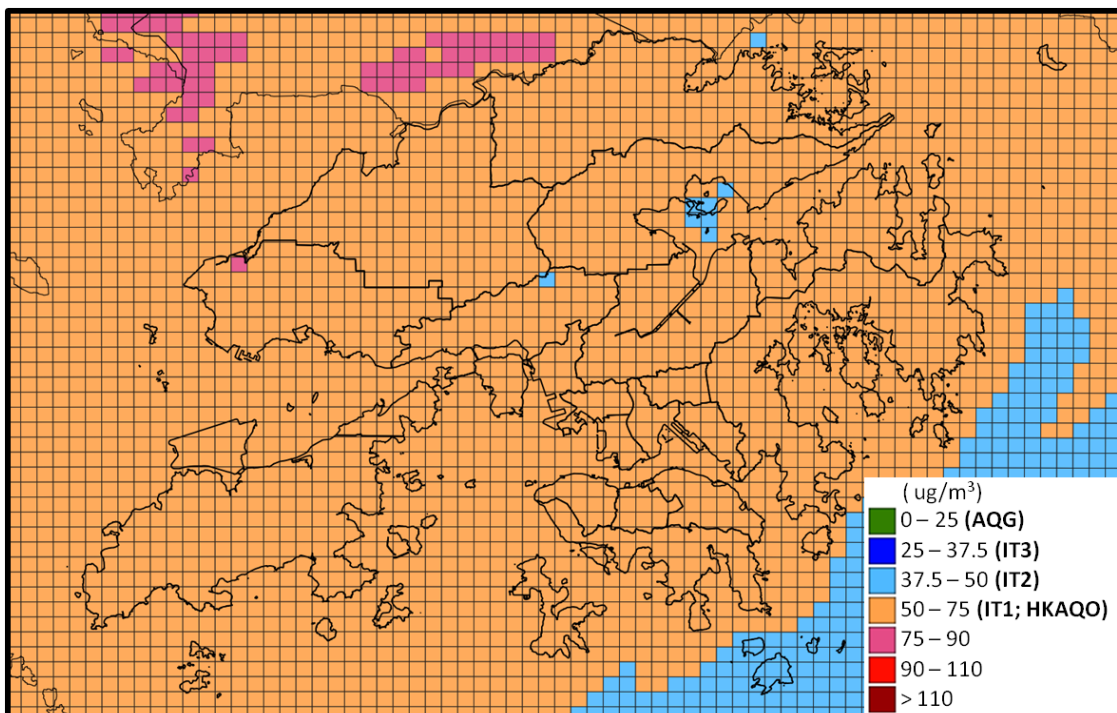 ( ug/m³)
0 – 25 (AQG)
25 – 37.5 (IT3)
37.5 – 50 (IT2)
50 – 75 (IT1; HKAQO)
75 – 90
90 – 110
> 110